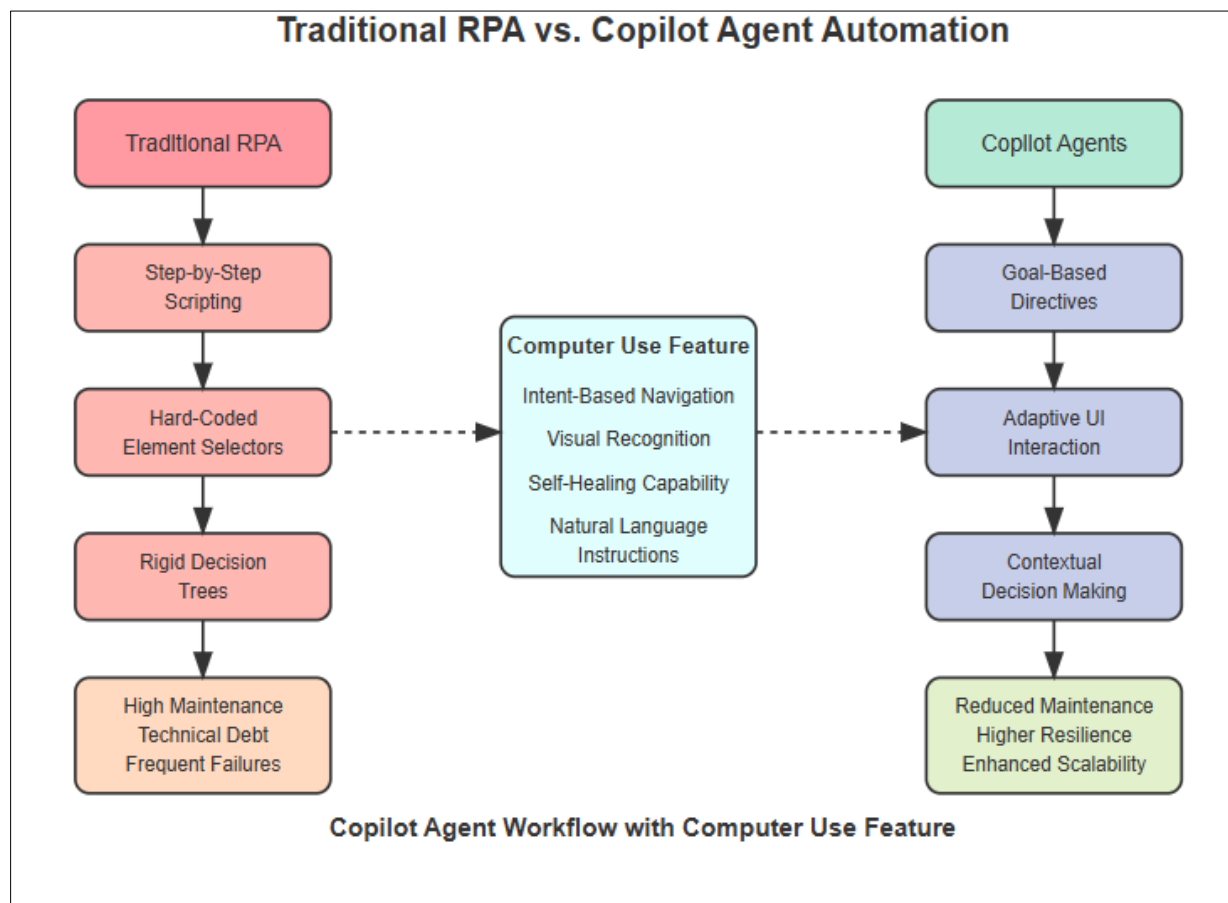 Traditional RPA vs. Copilot Agent Automation
Traditional RPA
Step-by-Step
Scripting
Hard-Coded
Element Selectors
Rigid Decision
Trees
High Maintenance
Technical Debt
Frequent Failures
Computer Use Feature
Intent-Based Navigation
Visual Recognition
Self-Healing Capability
Natural Language
Instructions
Copilot Agents
Goal-Based
Directives
Adaptive UI
Interaction
Contextual
Decision Making
Reduced Maintenance
Higher Resilience
Enhanced Scalability
Copilot Agent Workflow with Computer Use Feature